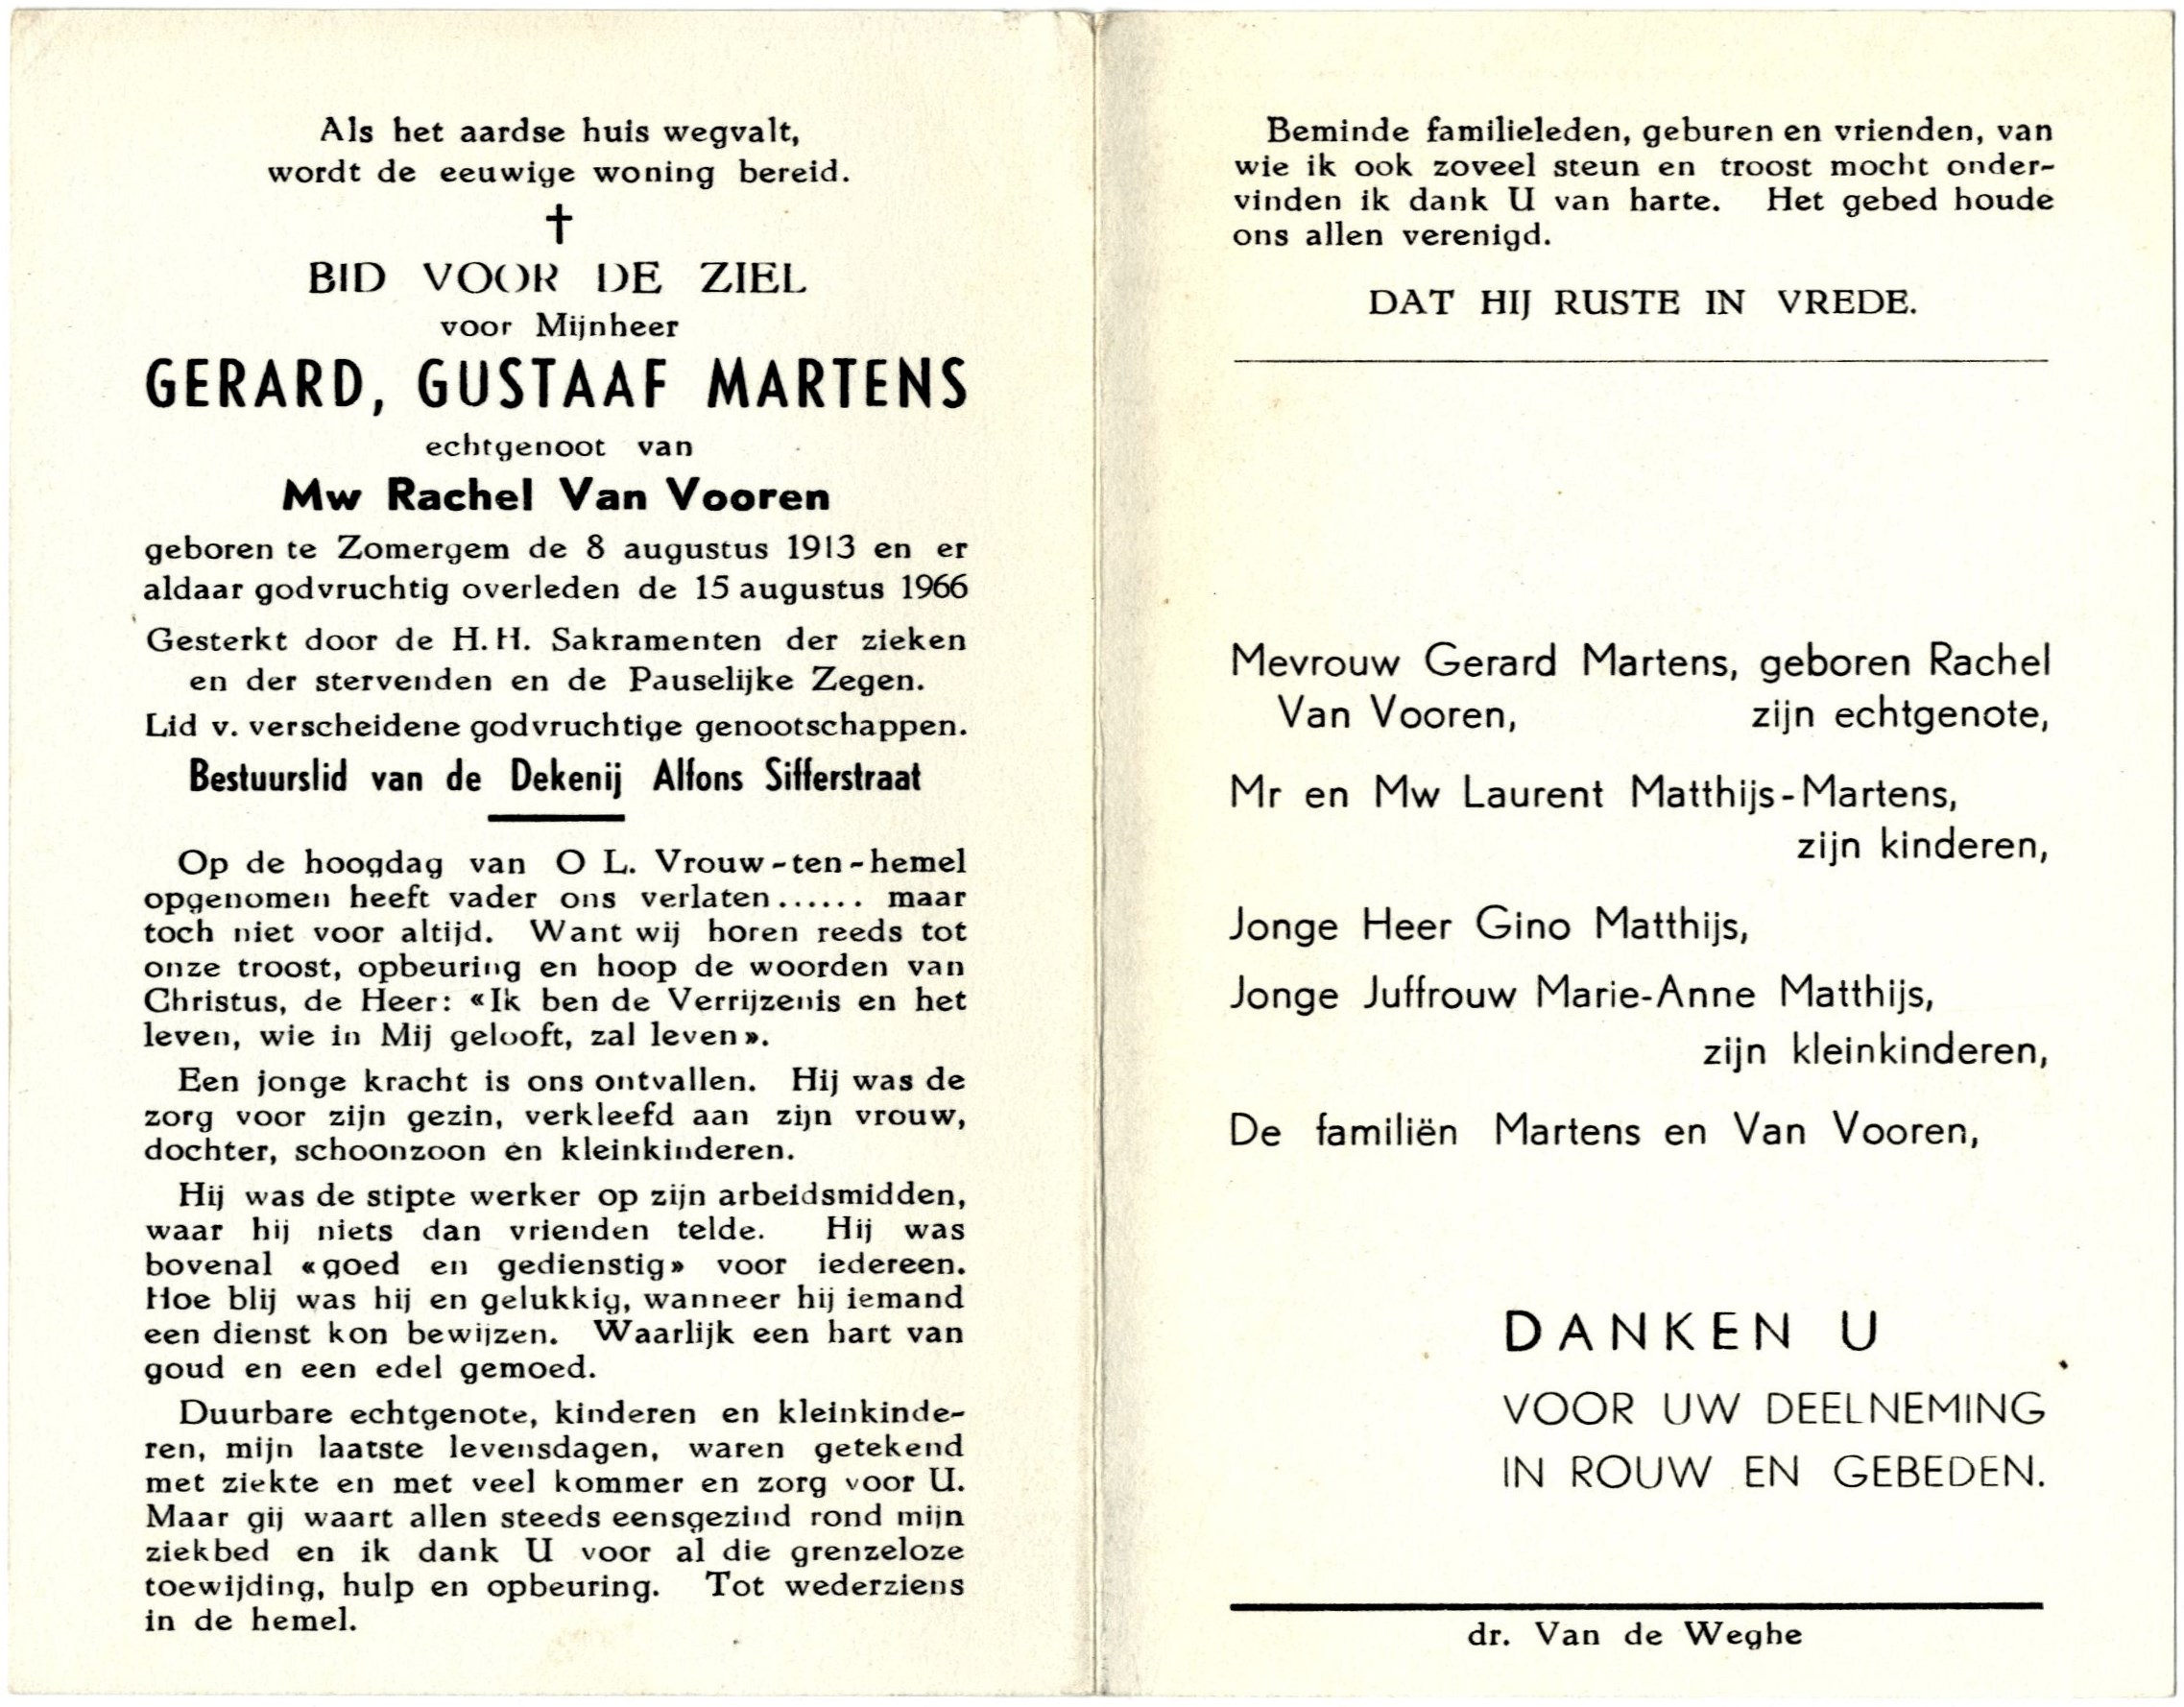 Als het aardse huis wegvalt,
wordt de eeuwige woning bereid.
†
BID VOOR DE ZIEL
voor Mijnheer
GERARD, GUSTAAF MARTENS
echtgenoot van
Mw Rachel Van Vooren
geboren te Zomergem de 8 augustus 1913 en er
aldaar godvruchtig overleden de 15 augustus 1966
Gesterkt door de H. H. Sakramenten der zieken
en der stervenden en de Pauselijke Zegen.
Lid v. verscheidene godvruchtige genootschappen.
Bestuurslid van de Dekenij Alfons Sifferstraat
Op de hoogdag van O L. Vrouw-ten-hemel
opgenomen heeft vader ons verlaten...... maar
toch niet voor altijd. Want wij horen reeds tot
onze troost, opbeuring en hoop de woorden van
Christus, de Heer: «Ik ben de Verrijzenis en het
leven, wie in Mij gelooft, zal leven».
Een jonge kracht is ons ontvallen. Hij was de
zorg voor zijn gezin, verkleefd aan zijn vrouw,
dochter, schoonzoon en kleinkinderen.
Hij was de stipte werker op zijn arbeidsmidden,
waar hij niets dan vrienden telde. Hij was
bovenal «goed en gedienstig» voor iedereen.
Hoe blij was hij en gelukkig, wanneer hij iemand
een dienst kon bewijzen. Waarlijk een hart van
goud en een edel gemoed.
Duurbare echtgenote, kinderen en kleinkinde-
ren, mijn laatste levensdagen, waren getekend
met ziekte en met veel kommer en zorg voor U.
Maar gij waart allen steeds eensgezind rond mijn
ziekbed en ik dank U voor al die grenzeloze
toewijding, hulp en opbeuring. Tot wederziens
in de hemel.
Beminde familieleden, geburen en vrienden, van
wie ik ook zoveel steun en troost mocht onder-
vinden ik dank U van harte. Het gebed houde
ons allen verenigd.
DAT HIJ RUSTE IN VREDE.
Mevrouw Gerard Martens, geboren Rachel
Van Vooren, zijn echtgenote,
Mr en Mw Laurent Matthijs-Martens,
zijn kinderen,
Jonge Heer Gino Matthijs,
Jonge Juffrouw Marie-Anne Matthijs,
zijn kleinkinderen,
De familiën Martens en Van Vooren,
DANKEN U
VOOR UW DEELNEMING
IN ROUW EN GEBEDEN.
dr. Van de Weghe